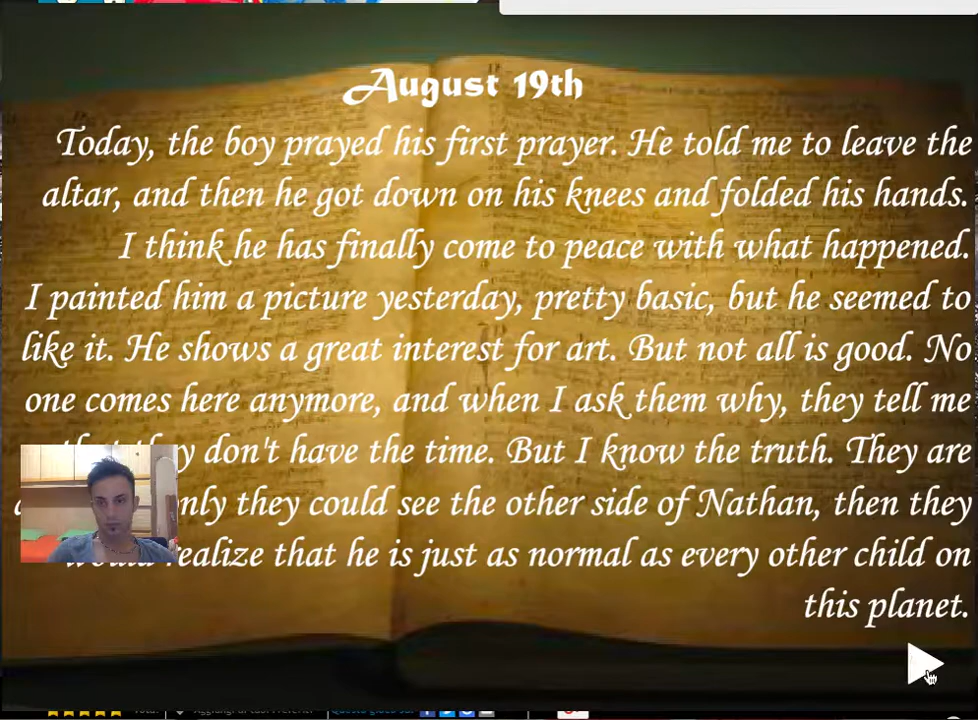 August 19th
Today, the boy prayed his first prayer. He told me to leave the
altar, and then he got down on his knees and folded his hands.
I think he has finally come to peace with what happened.
I painted him a picture yesterday, pretty basic, but he seemed to
like it. He shows a great interest for art. But not all is good. No
one comes here anymore, and when I ask them why, they tell me
that they don't have the time. But I know the truth. They are
only they could see the other side of Nathan, then they
would realize that he is just as normal as every other child on
this planet.